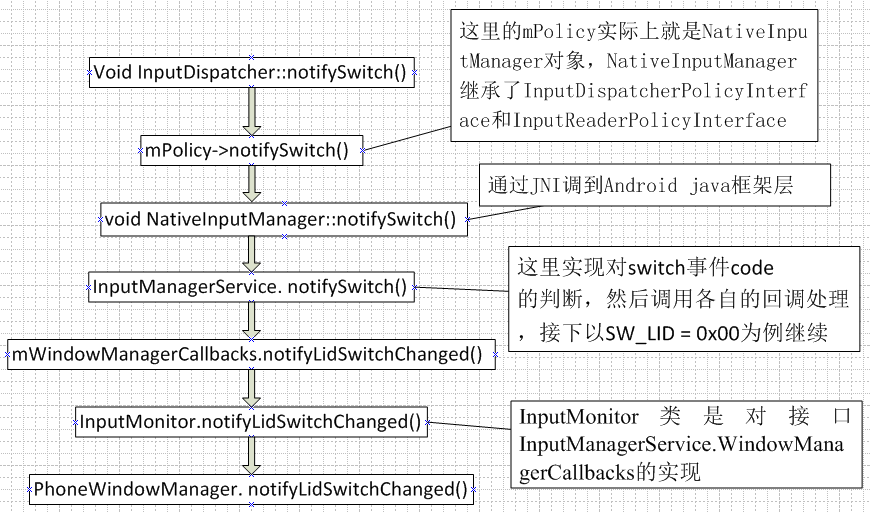 Void InputDispatcher::notifySwitch()
这里的mPolicy实际上就是NativeInpu
tManager对象，NativeInputManager
继承了InputDispatcherPolicyInterf
ace和InputReaderPolicyInterface
mPolicy->notifySwitch()
通过JNI调到Android java框架层
void NativeInputManager::notifySwitch()
InputManagerService. notifySwitch()
这里实现对switch事件code
的判断，然后调用各自的回调处理
，接下以SW_LID = 0x00为例继续
mWindowManagerCallbacks.notifyLidSwitchChanged()
InputMonitor.notifyLidSwitchChanged()
InputMonitor 类是对接口
InputManagerService.WindowMana
gerCallbacks的实现
PhoneWindowManager. notifyLidSwitchChanged()